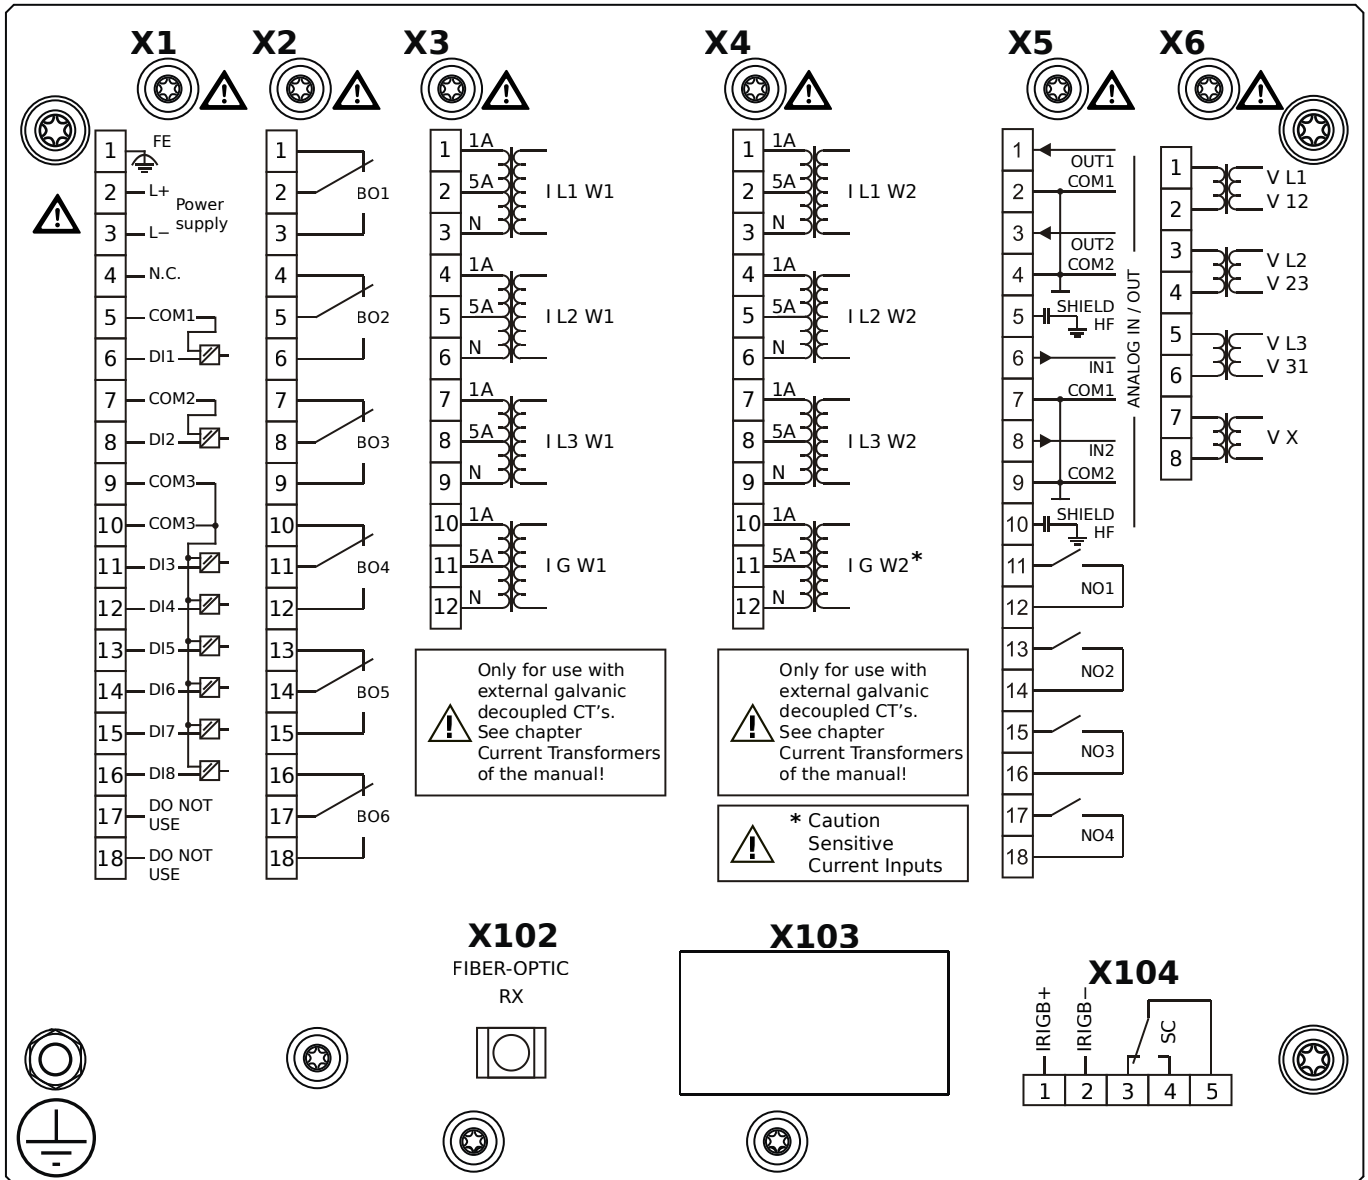 X1
X2
X3
X4
X5
X6
1
FE
2
L+
Power
supply
3
L−
4
N.C.
5
COM1
6
DI1
7
COM2
8
DI2
9
COM3
10
COM3
11
DI3
12
DI4
13
DI5
14
DI6
15
DI7
16
DI8
17
DO NOT
USE
18
DO NOT
USE
1
2
BO1
3
4
5
BO2
6
7
8
BO3
9
10
11
BO4
12
13
14
BO5
15
16
17
BO6
18
1
1A
2
5A
I L1 W1
3
N
4
1A
5
5A
I L2 W1
6
N
7
1A
8
5A
I L3 W1
9
N
10
1A
11
5A
I G W1
12
N
Only for use with
external galvanic
decoupled CT's.
See chapter
Current Transformers
of the manual!
1
1A
2
5A
I L1 W2
3
N
4
1A
5
5A
I L2 W2
6
N
7
1A
8
5A
I L3 W2
9
N
10
1A
11
5A
I G W2*
12
N
Only for use with
external galvanic
decoupled CT's.
See chapter
Current Transformers
of the manual!
* Caution
Sensitive
Current Inputs
1
OUT1
2
COM1
3
OUT2
4
COM2
5
SHIELD
HF
6
IN1
7
COM1
8
IN2
9
COM2
10
SHIELD
HF
ANALOG IN / OUT
11
NO1
12
13
NO2
14
15
NO3
16
17
NO4
18
1
V L1
2
V 12
3
V L2
4
V 23
5
V L3
6
V 31
7
V X
8
X102
FIBER-OPTIC
RX
X103
X104
IRIGB+
IRIGB−
SC
1
2
3
4
5